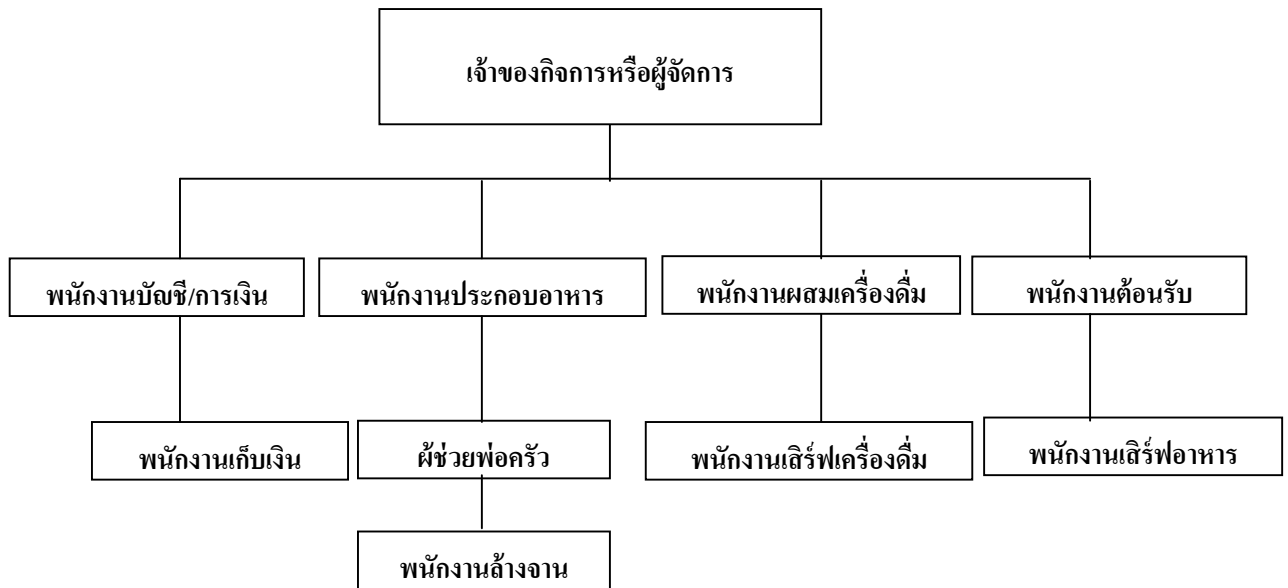 เจ้าของกิจการหรือผู้จัดการ
พนักงานบัญชี/การเงิน
พนักงานประกอบอาหาร
พนักงานผสมเครื่องดื่ม
พนักงานต้อนรับ
พนักงานเก็บเงิน
ผ้ช่วยพ่อครัว
พนักงานเสิร์ฟเครื่องดื่ม
พนักงานเสิร์ฟอาหาร
พนักงานล้างจาน